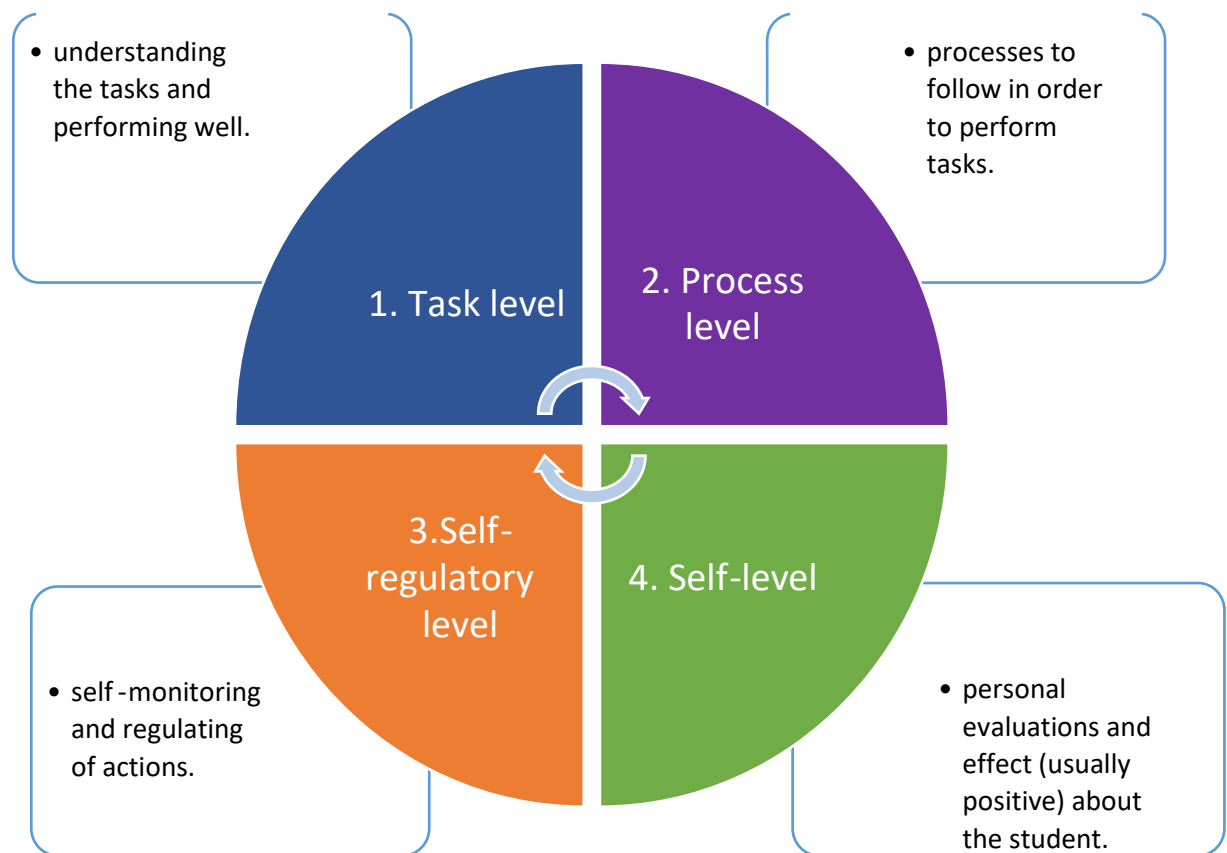 • understanding
the tasks and
performing well.
• processes to
follow in order
to perform
tasks.
1. Task level
2. Process
level
3.Self-
regulatory
level
4. Self-level
• self -monitoring
and regulating
of actions.
• personal
evaluations and
effect (usually
positive) about
the student.